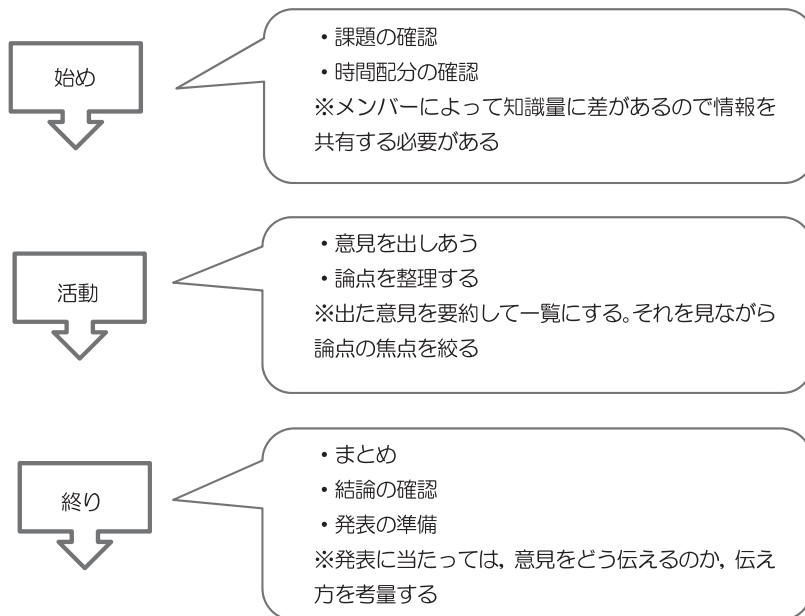 始め
・課題の確認
・時間配分の確認
※メンバーによって知識量に差があるので情報を
共有する必要がある
活動
・意見を出しあう
・論点を整理する
※出た意見を要約して一覧にする。それを見ながら
論点の焦点を絞る
終り
・まとめ
・結論の確認
・発表の準備
※発表に当たっては，意見をどう伝えるのか，伝え
方を考量する